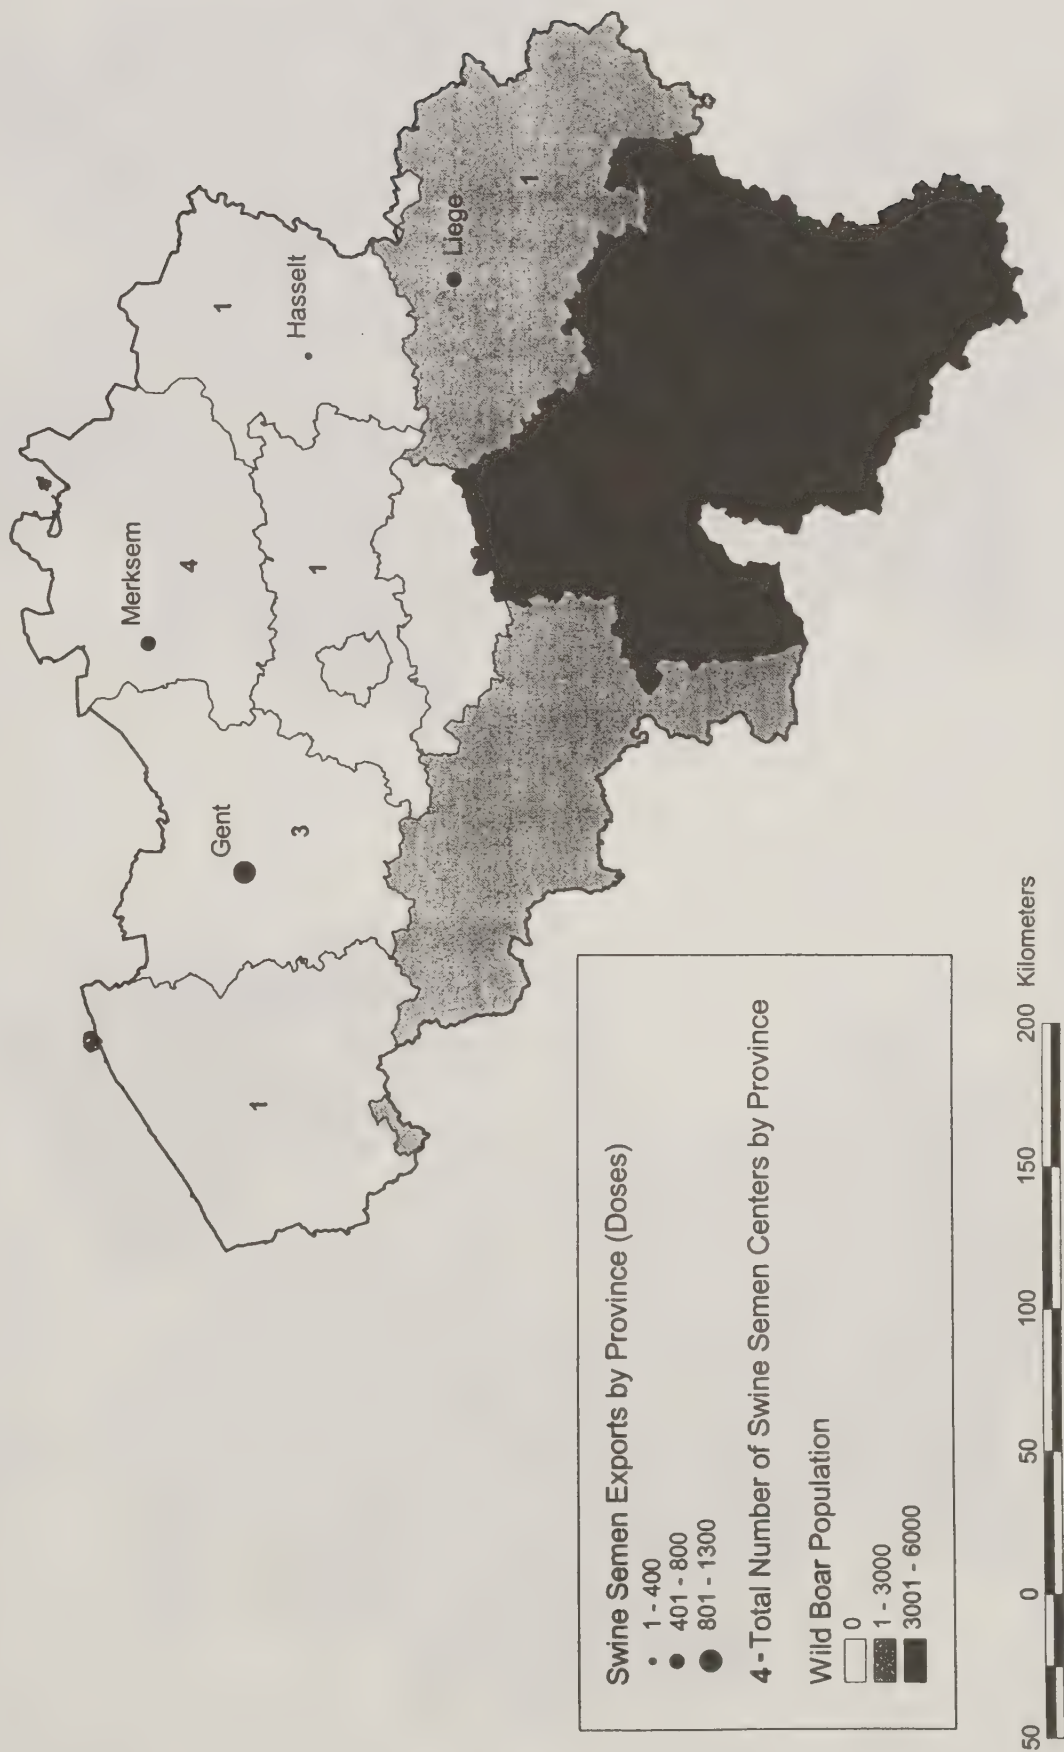 Merksem
4
Gent
3
1
1
1
Hasselt
Liege
1
Swine Semen Exports by Province (Doses)
1 - 400
401 - 800
801 - 1300
4 - Total Number of Swine Semen Centers by Province
Wild Boar Population
0
1 - 3000
3001 - 6000
50 0 50 100 150 200 Kilometers